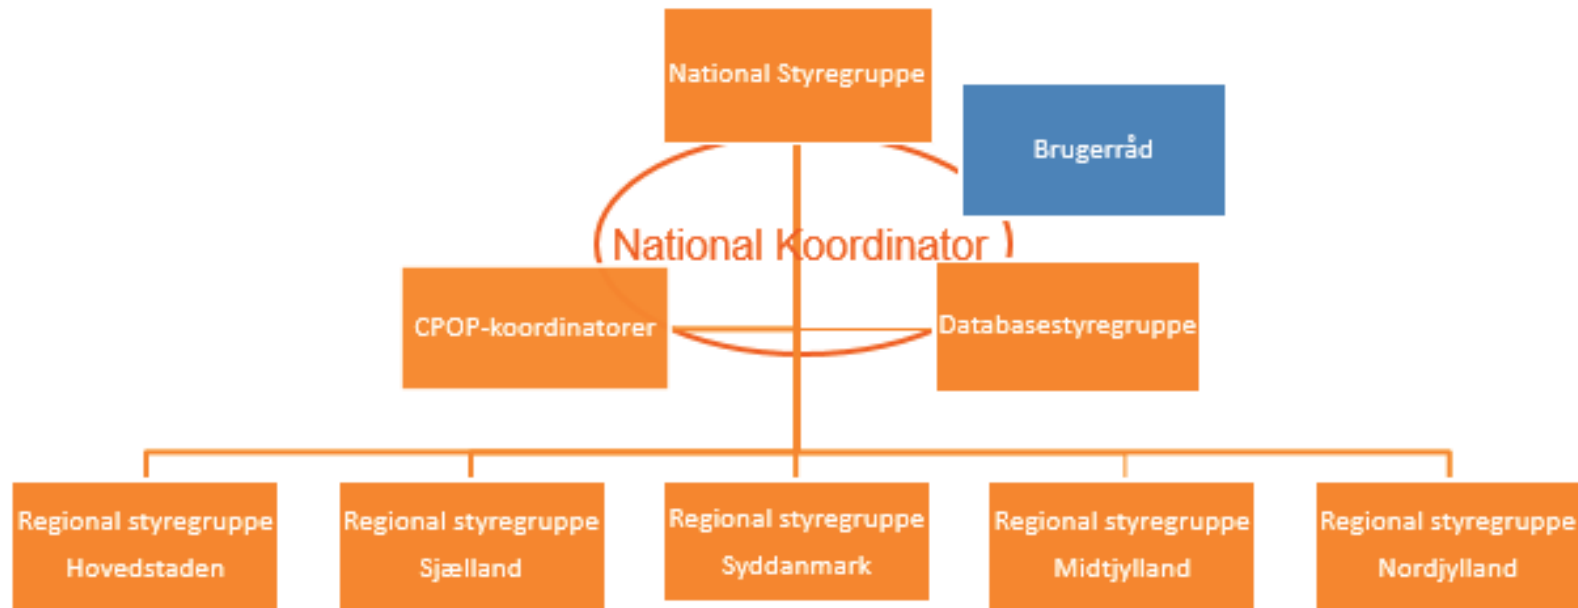 National Styregruppe
Brugerråd
National Koordinator
CPOP-koordinatorer
Databasestyregruppe
Regional styregruppe
Hovedstaden
Regional styregruppe
Sjælland
Regional styregruppe
Syddanmark
Regional styregruppe
Midtjylland
Regional styregruppe
Nordjylland